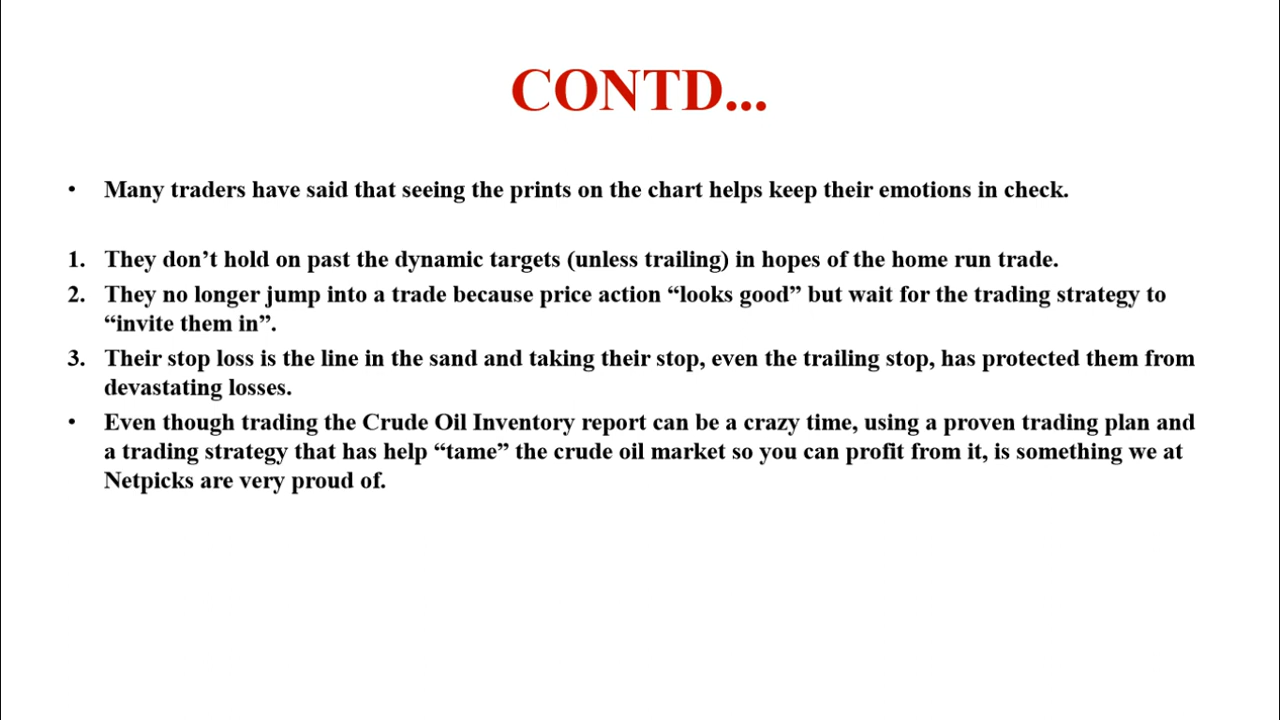 CONTD...
• Many traders have said that seeing the prints on the chart helps keep their emotions in check.
1. They don’t hold on past the dynamic targets (unless trailing) in hopes of the home run trade.
2. They no longer jump into a trade because price action “looks good” but wait for the trading strategy to
“invite them in”.
3. Their stop loss is the line in the sand and taking their stop, even the trailing stop, has protected them from
devastating losses.
• Even though trading the Crude Oil Inventory report can be a crazy time, using a proven trading plan and
a trading strategy that has help “tame” the crude oil market so you can profit from it, is something we at
Netpicks are very proud of.